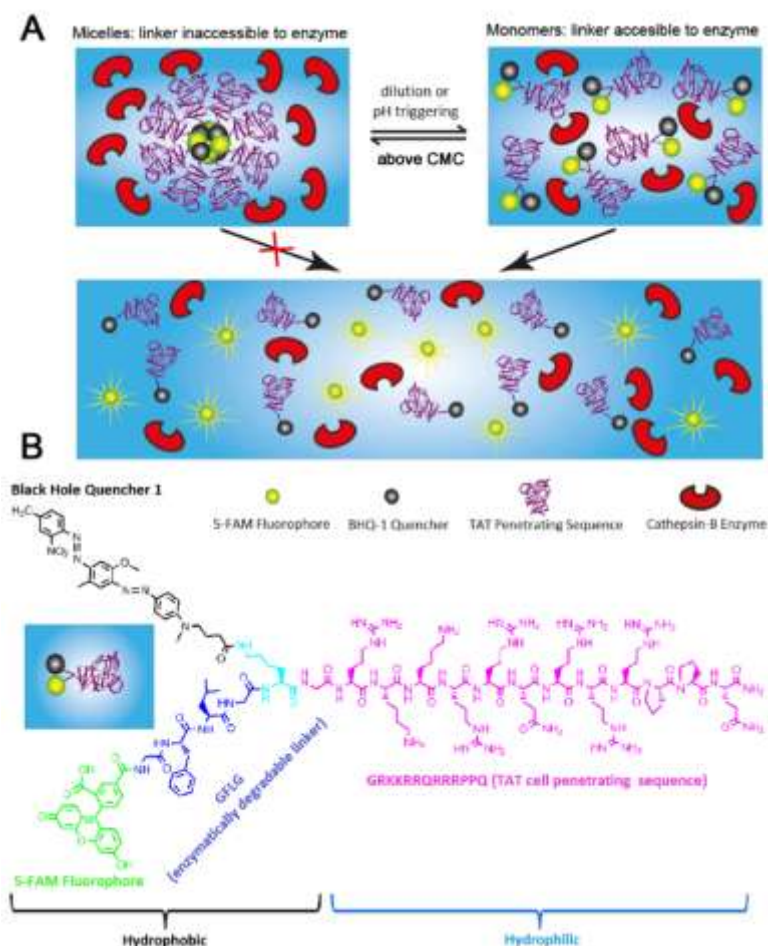 A
Micelles: linker inaccessible to enzyme
Monomers: linker accesible to enzyme
dilution or
pH triggering
above CMC
B
Black Hole Quencher 1
5-FAM Fluorophore
BHQ-1 Quencher
TAT Penetrating Sequence
Cathepsin-B Enzyme
GRKKRRQRRRPPQ (TAT cell penetrating sequence)
GFLG
(enzymatically degradable linker)
5-FAM Fluorophore
Hydrophobic
Hydrophilic